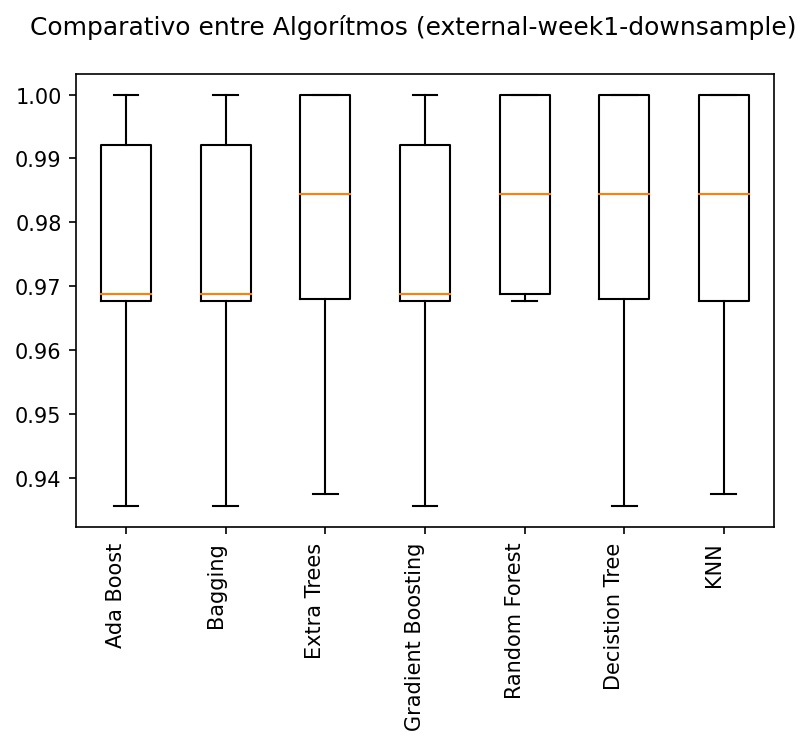 Comparativo entre Algorítmos (external-week1-downsample)
1.00
0.99
0.98
0.97
0.96
0.95
0.94
Ada Boost
Bagging
Extra Trees
Gradient Boosting
Random Forest
Decistion Tree
KNN